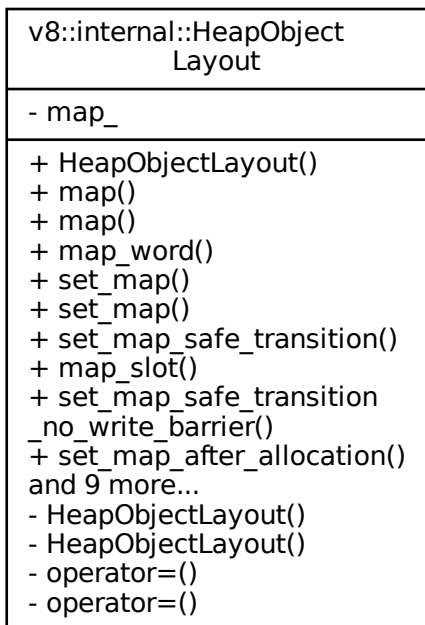 v8::internal::HeapObject
Layout
- map_
+ HeapObjectLayout()
+ map()
+ map()
+ map_word()
+ set_map()
+ set_map()
+ set_map_safe_transition()
+ map_slot()
+ set_map_safe_transition
_no_write_barrier()
+ set_map_after_allocation()
and 9 more...
- HeapObjectLayout()
- HeapObjectLayout()
- operator=()
- operator=()